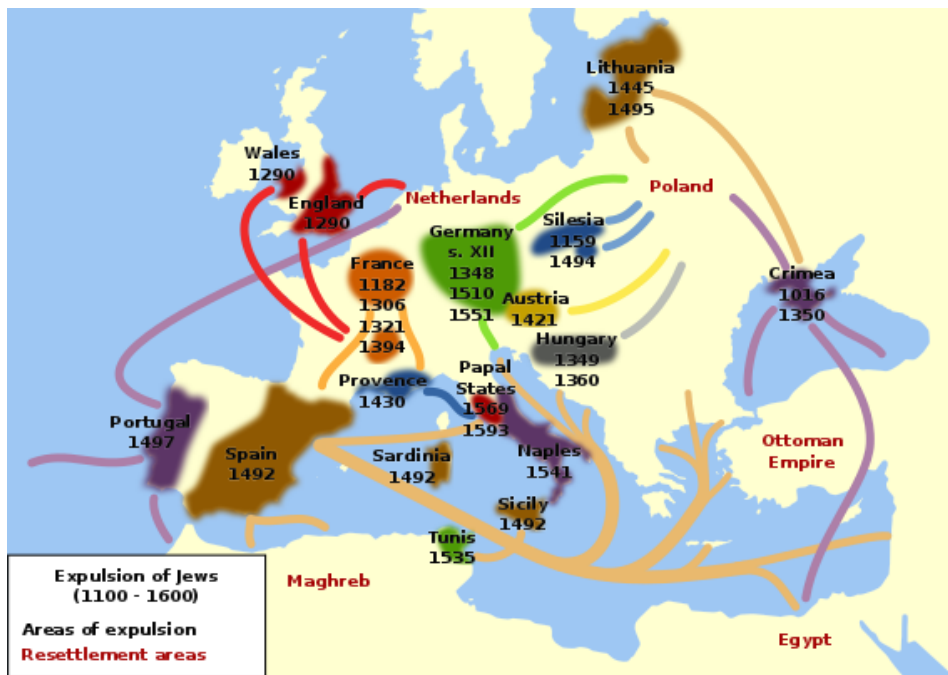 Lithuania
1445
1495
Wales
1290
England
1290
Netherlands
Poland
Germany
s. XII
1348
1510
1551
Silesia
1159
1494
France
1182
1306
1321
1394
Austria
1421
Crimea
1016
1350
Hungary
1349
1360
Provence
1430
Papal
States
1569
1593
Portugal
1497
Spain
1492
Sardinia
1492
Naples
1541
Ottoman
Empire
Sicily
1492
Tunis
1535
Maghreb
Egypt
Expulsion of Jews
(1100 - 1600)
Areas of expulsion
Resettlement areas